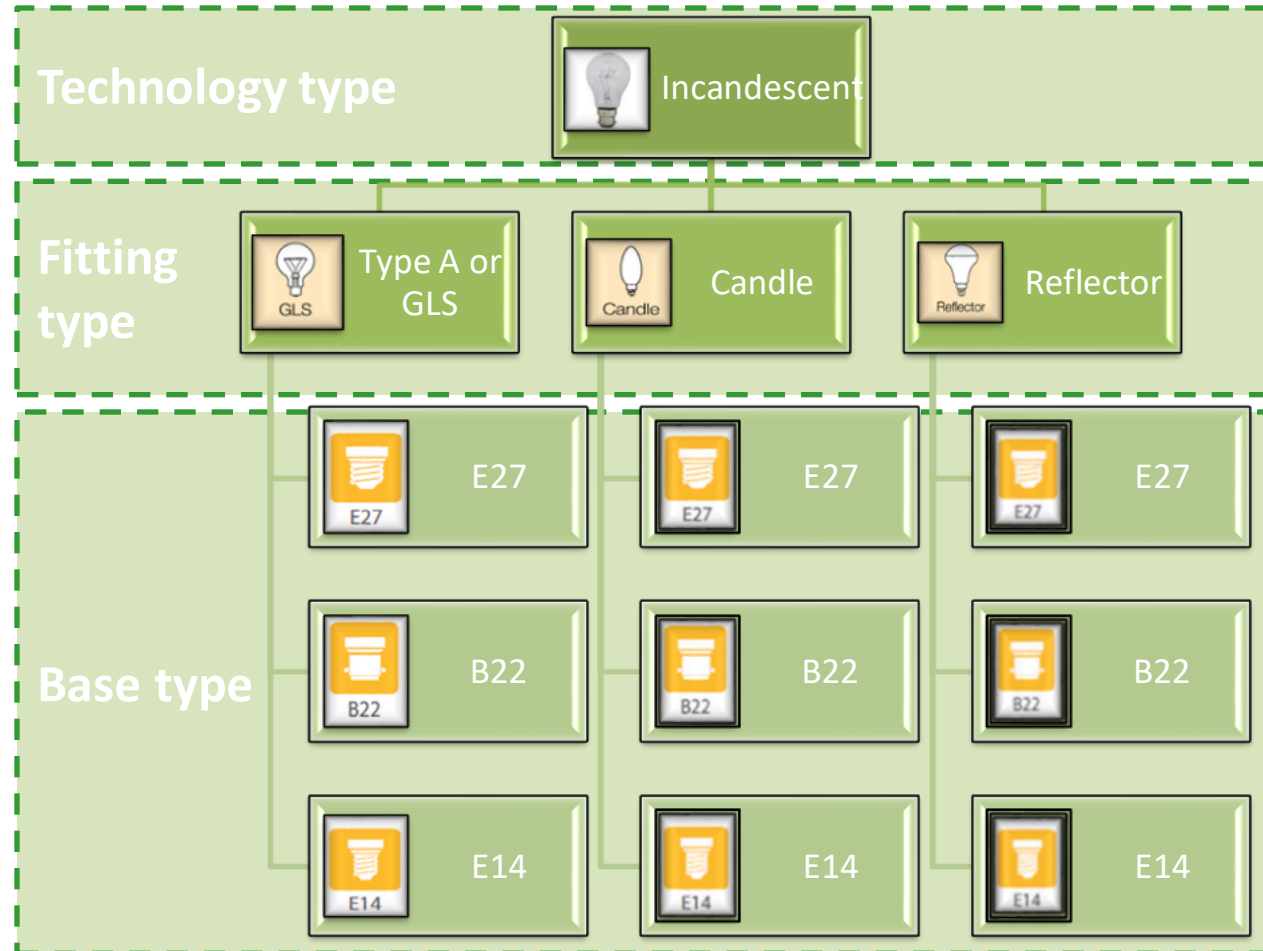 Technology type
Incandescent
Fitting
type
GLS
Type A or
GLS
Candle
Candle
Reflector
Reflector
Base type
E27
E27
E27
E27
E27
E27
B22
B22
B22
B22
B22
B22
E14
E14
E14
E14
E14
E14